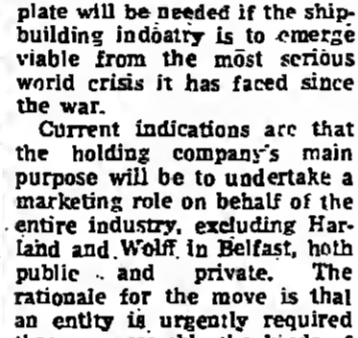 plate will be needed if the ship-
building indoatry is to emerge
viable from the most serious
world crisis it has faced since
the war.
Current indications are that
the holding company's main
purpose will be to undertake a
marketing role on behalf of the
entire industry, excluding Har-
land and Wolff in Belfast, hoth
public and private. The
rationale for the move is thal
an entity is urgently required